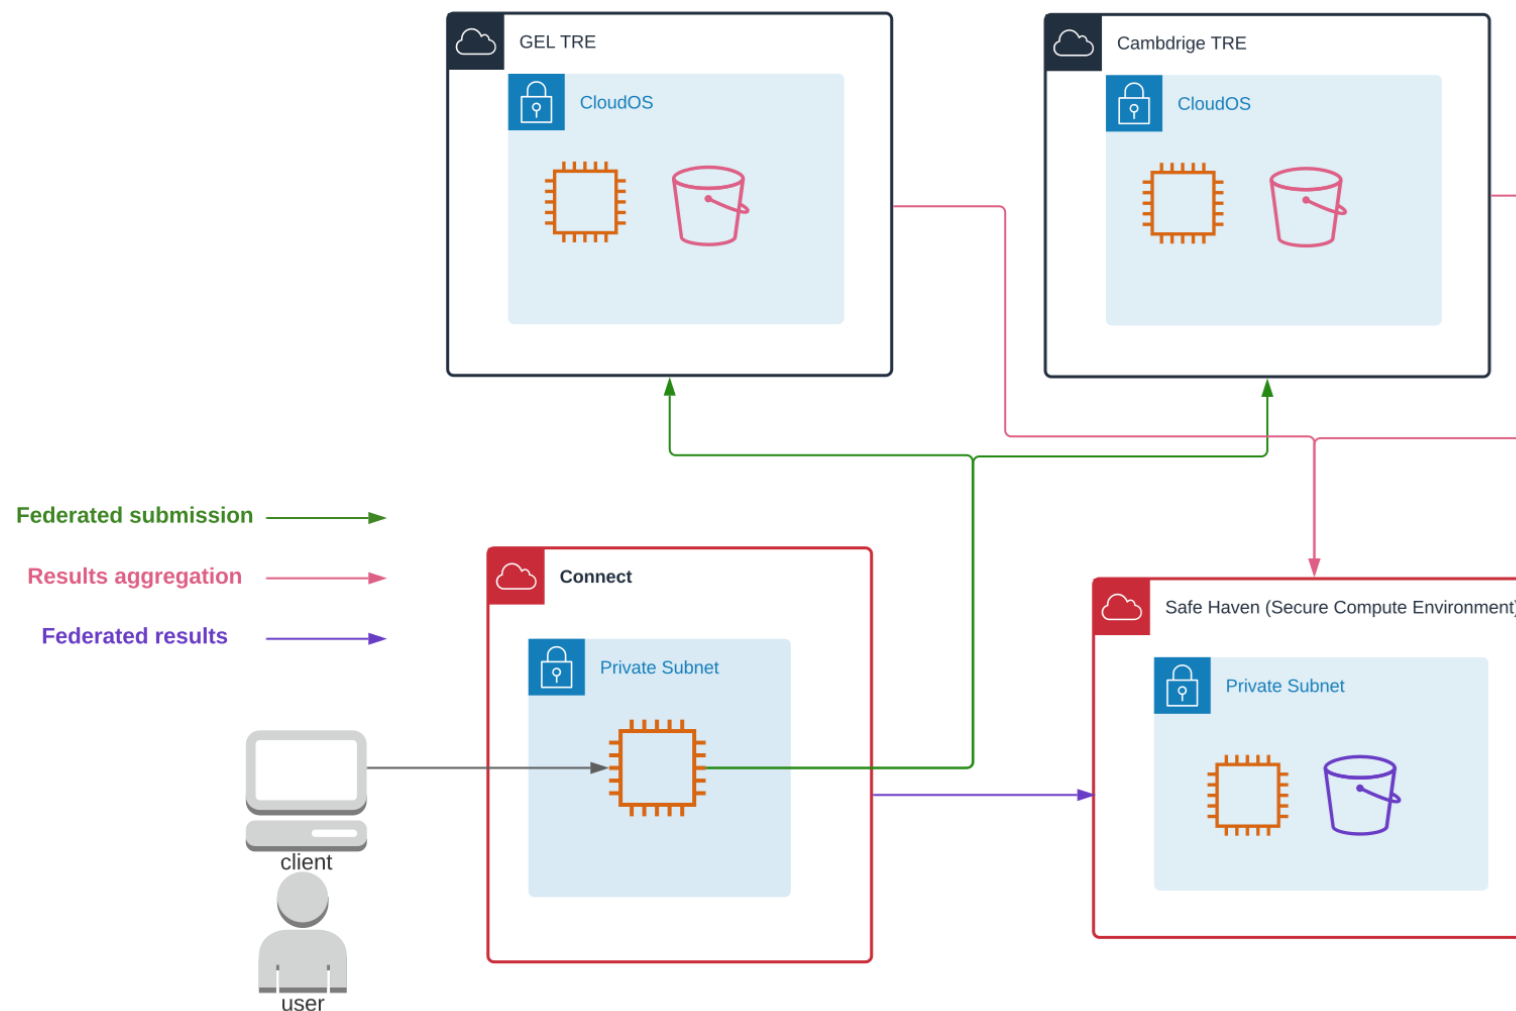 GEL TRE
Cambdrige TRE
CloudOS
CloudOS
Federated submission
Results aggregation
Federated results
Connect
Private Subnet
Safe Haven (Secure Compute Environment)
Private Subnet
client
user